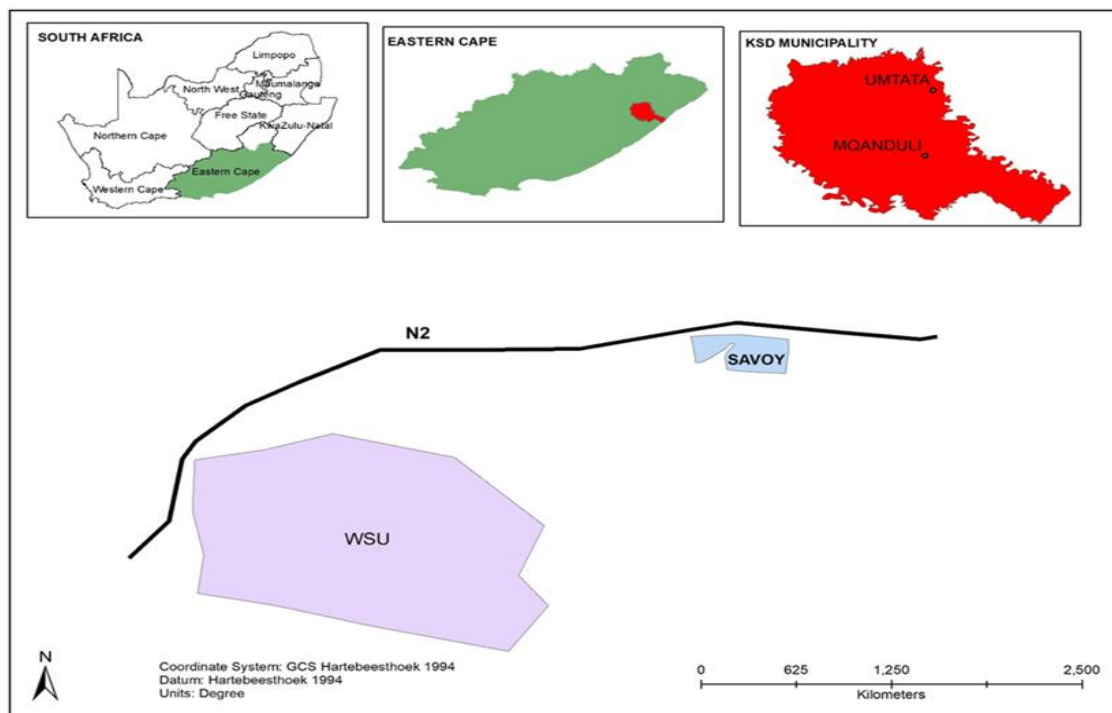 SOUTH AFRICA
Limpopo
North West
Mpumalanga
Gauteng
Free State
KwaZulu-Natal
Northern Cape
Eastern Cape
Western Cape
EASTERN CAPE
KSD MUNICIPALITY
UMTATA
MQANDULI
N2
SAVOY
WSU
N
Coordinate System: GCS Hartebeesthoek 1994
Datum: Hartebeesthoek 1994
Units: Degree
0 625 1,250 2,500
Kilometers